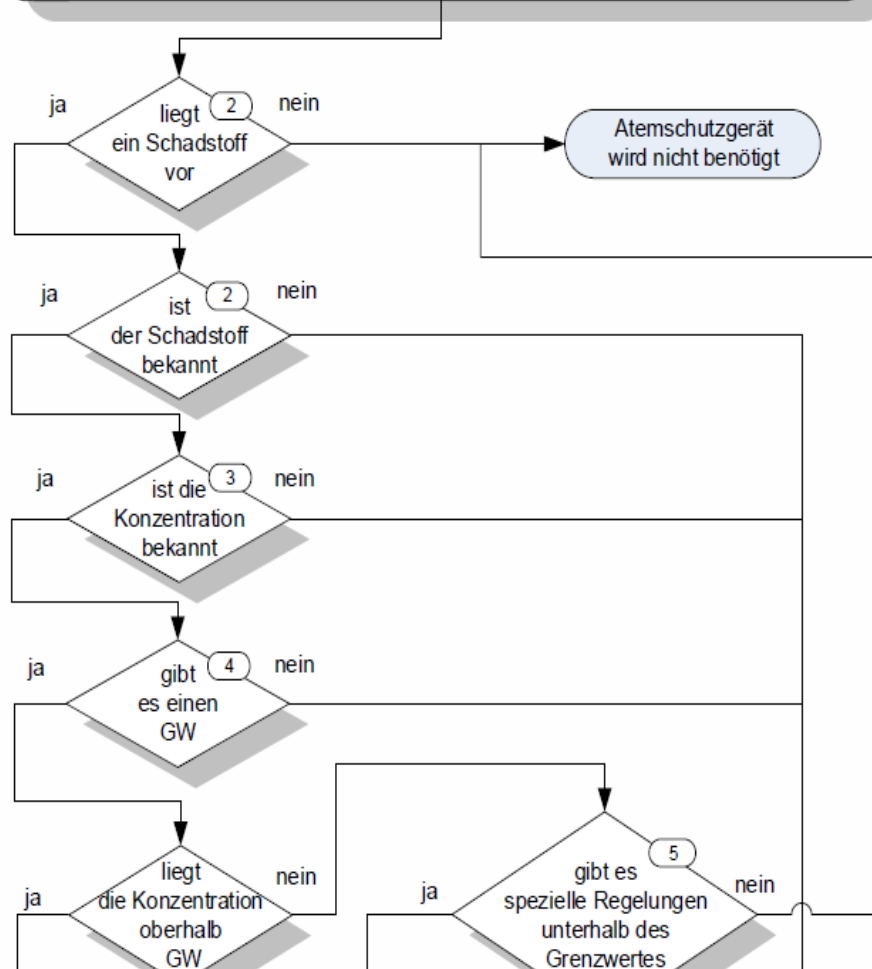 ja
2
nein
liegt
ein Schadstoff
vor
Atemschutzgerät
wird nicht benötigt
ja
2
nein
ist
der Schadstoff
bekannt
ja
3
nein
ist die
Konzentration
bekannt
ja
4
nein
gibt
es einen
GW
ja
nein
liegt
die Konzentration
oberhalb
GW
ja
5
nein
gibt es
spezielle Regelungen
unterhalb des
Grenzwertes